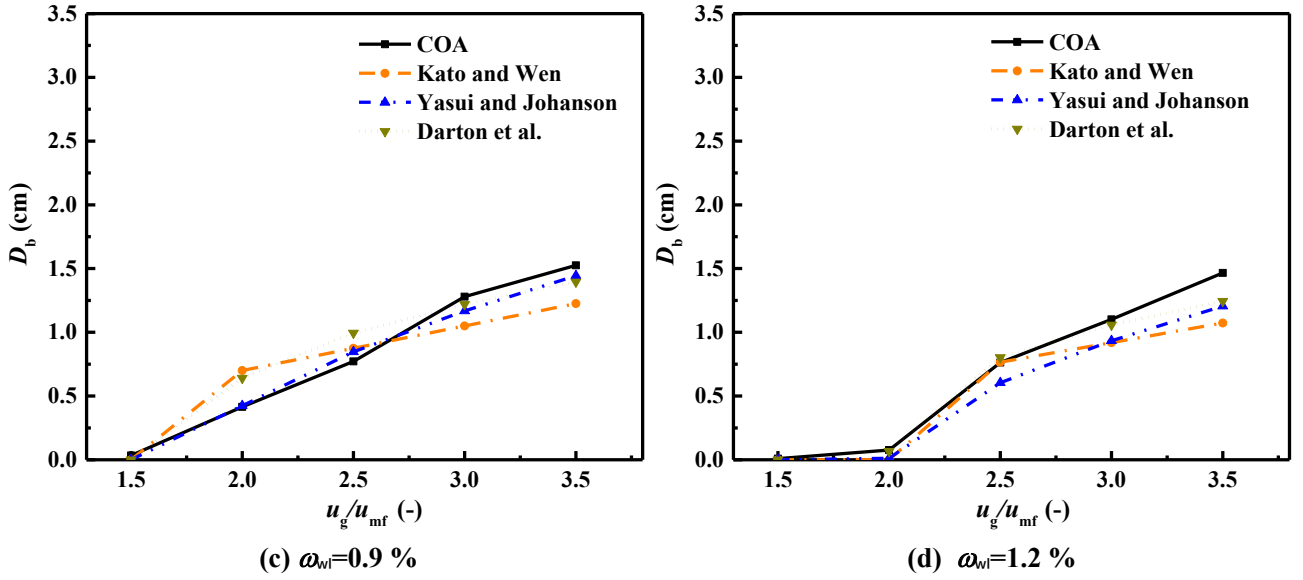 3.5
3.0
2.5
2.0
1.5
1.0
0.5
0.0
D_b (cm)
COA
Kato and Wen
Yasui and Johanson
Darton et al.
1.5 2.0 2.5 3.0 3.5
u_g/u_mf (-)
(c) ω_wl=0.9 %
3.5
3.0
2.5
2.0
1.5
1.0
0.5
0.0
D_b (cm)
COA
Kato and Wen
Yasui and Johanson
Darton et al.
1.5 2.0 2.5 3.0 3.5
u_g/u_mf (-)
(d) ω_wl=1.2 %